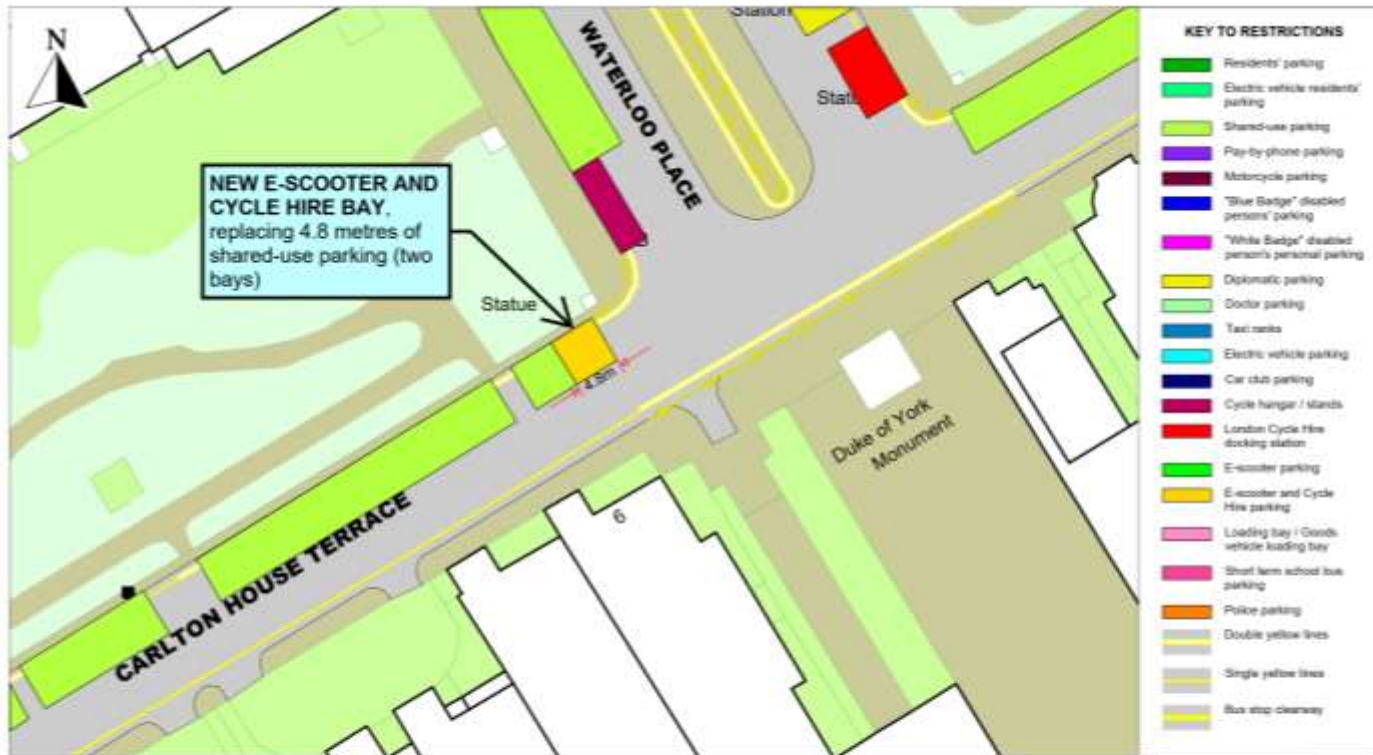 N
NEW E-SCOOTER AND
CYCLE HIRE BAY,
replacing 4.8 metres of
shared-use parking (two
bays)
Station
WATERLOO PLACE
Statue
4.8m
Duke of York
Monument
6
CARLTON HOUSE TERRACE
KEY TO RESTRICTIONS
Residents' parking
Electric vehicle residents'
parking
Shared-use parking
Pay-by-phone parking
Motorcycle parking
"Blue Badge" disabled
persons' parking
"White Badge" disabled
person's personal parking
Diplomatic parking
Doctor parking
Taxi ranks
Electric vehicle parking
Car club parking
Cycle hangar / stands
London Cycle Hire
docking station
E-scooter parking
E-scooter and Cycle
Hire parking
Loading bay / Goods
vehicle loading bay
Short term school bus
parking
Police parking
Double yellow lines
Single yellow lines
Bus stop clearway